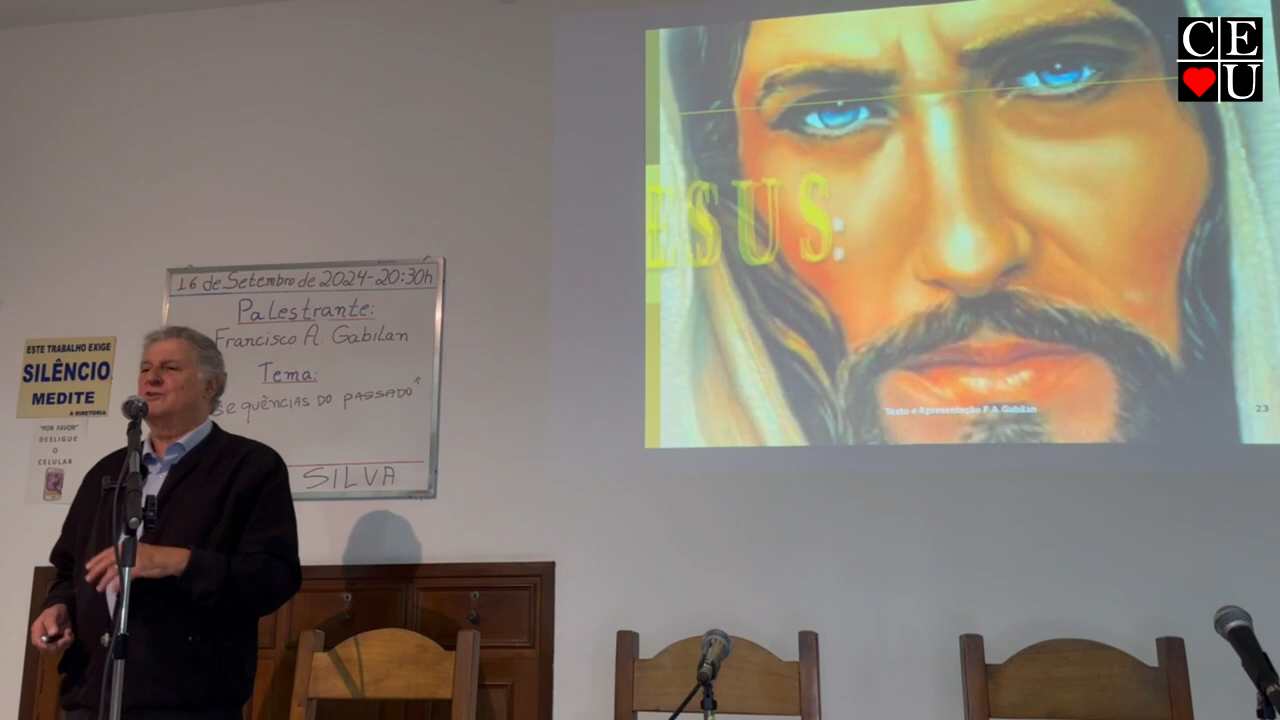 CE
U
16 de Setembro de 2024-20:30h
Palestrante:
Francisco A. Gabilan
Tema:
sequências do passado"
SILVA
ESTE TRABALHO EXIGE
SILÊNCIO
MEDITE
A DIRETORIA
"POR FAVOR"
DESLIGUE
O
CELULAR
ESUS:
Texto e Apresentação F.A.Gabilan
23